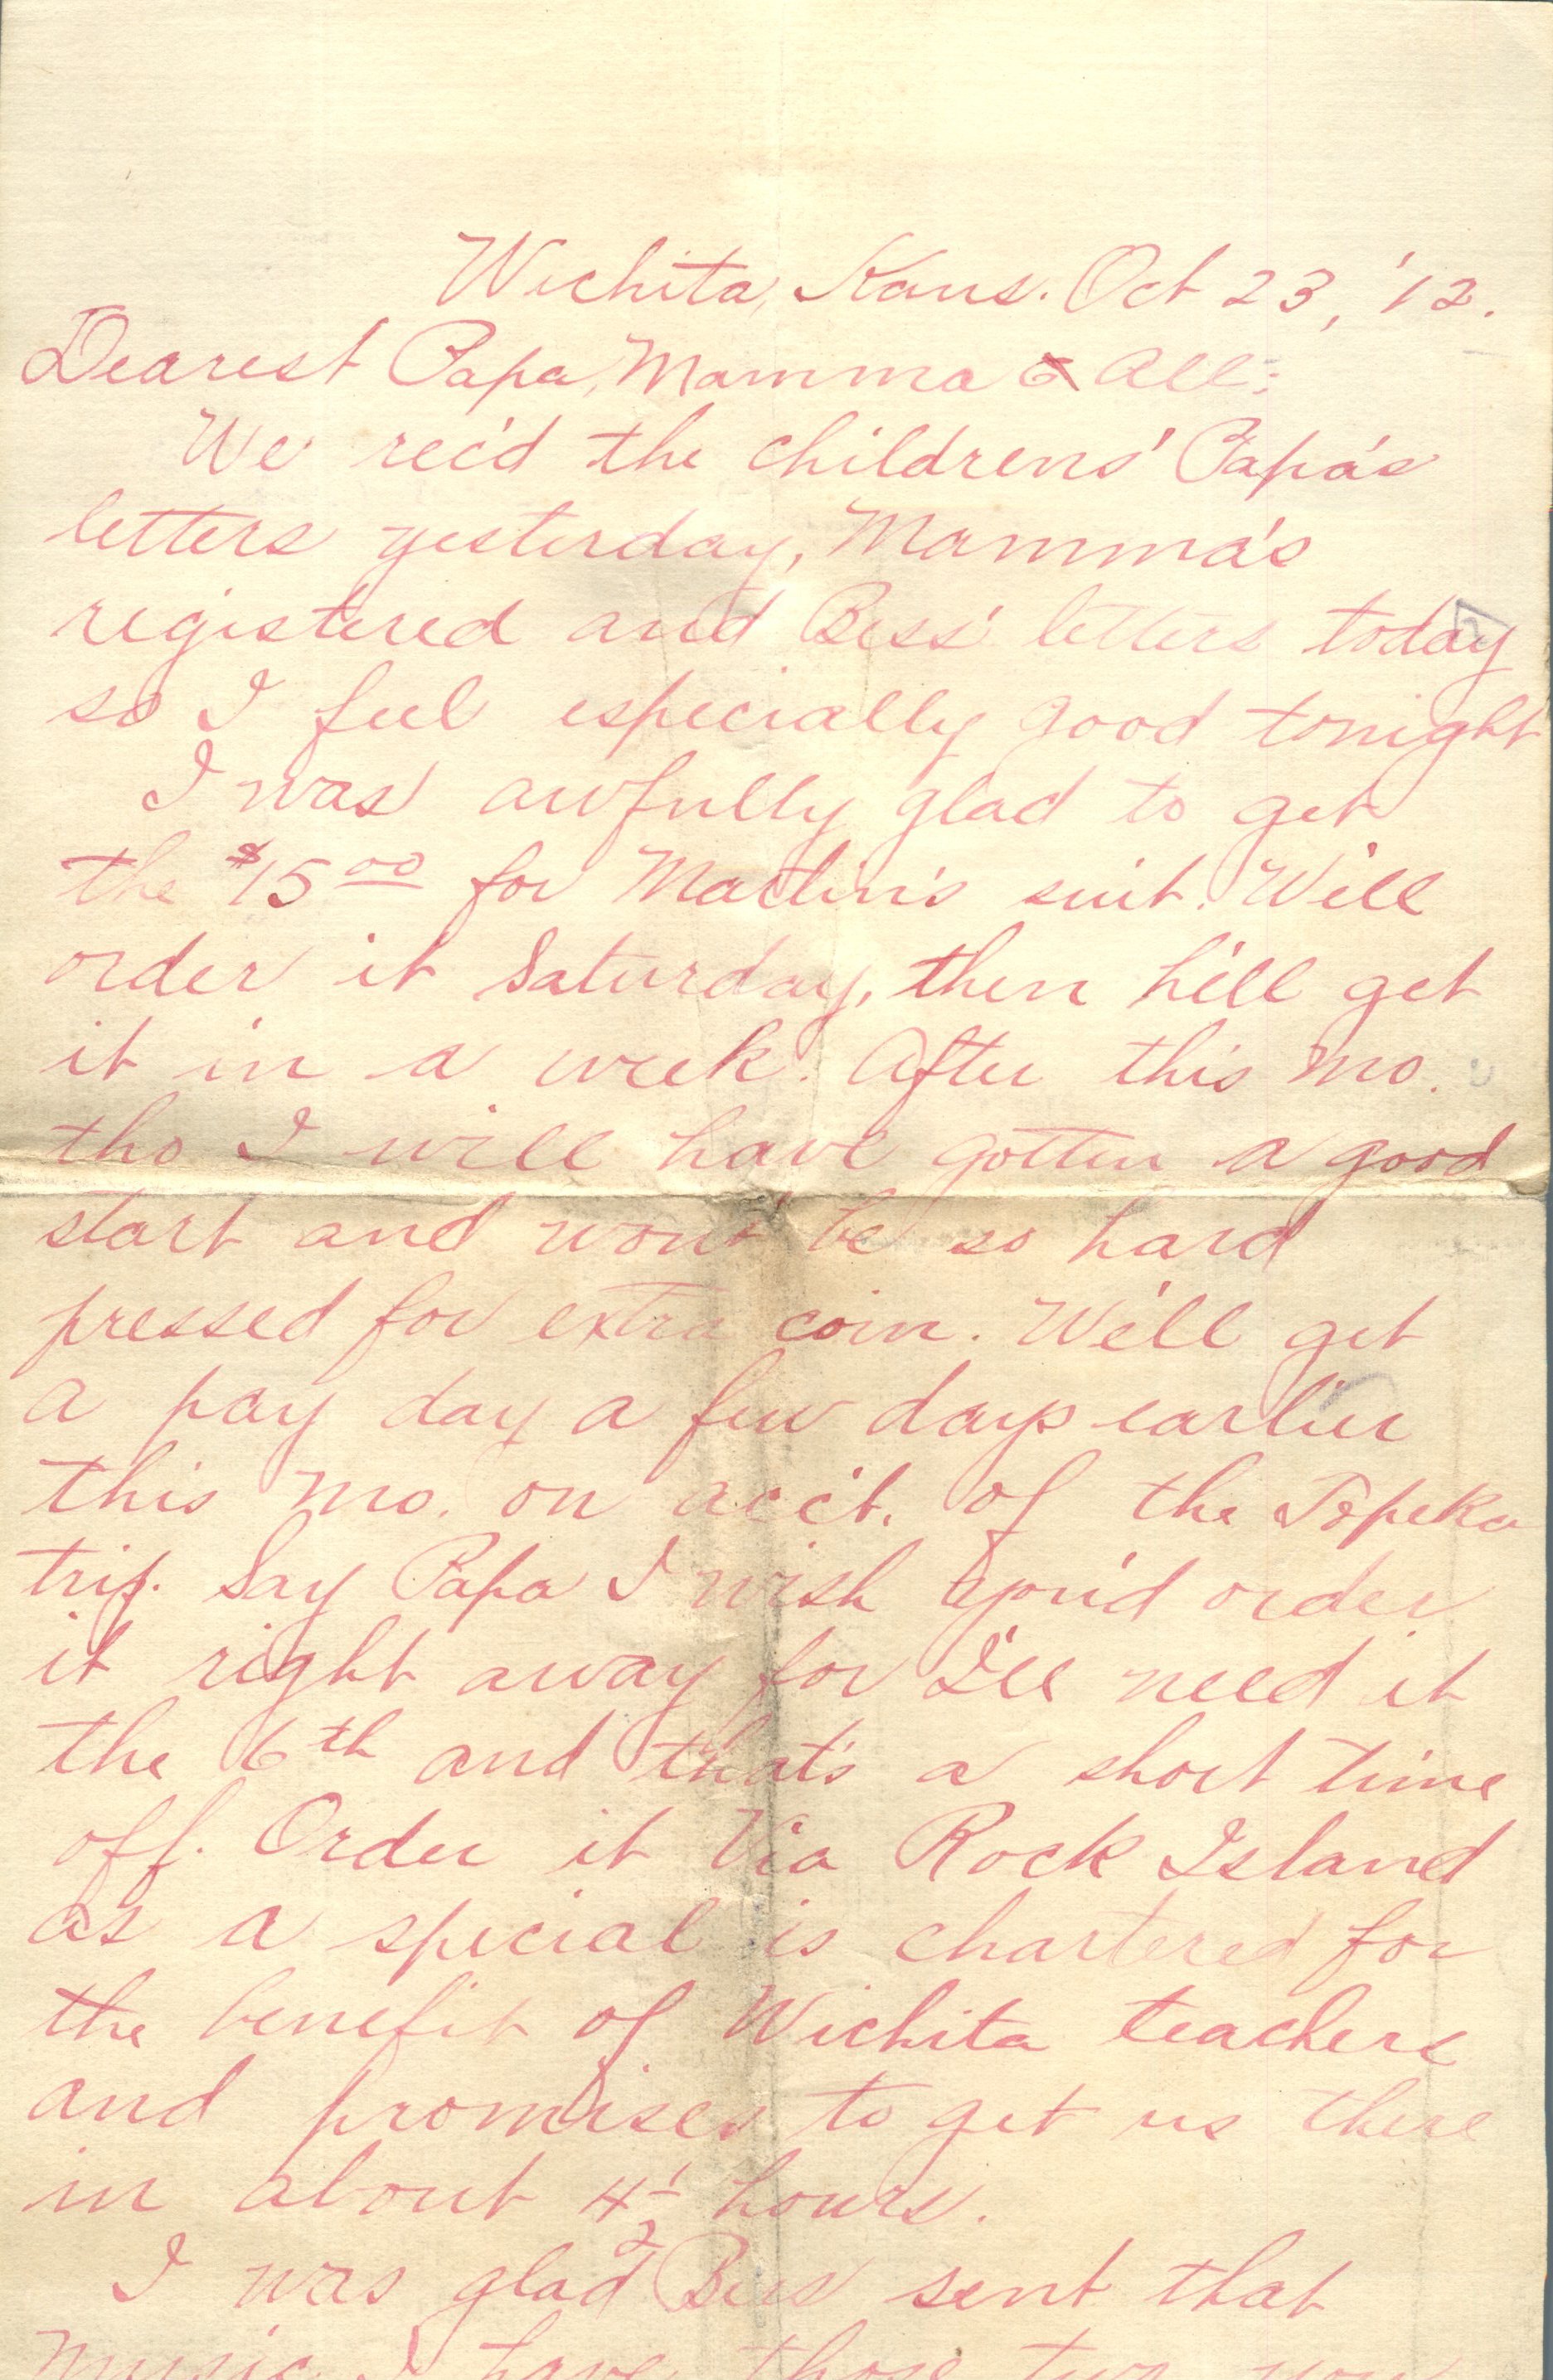 Wichita, Kans. Oct 23, '12.
Dearest Papa, Mamma & All:
We rec'd the childrens' Papa's
letters yesterday, Mamma's
registered and Bess' letters today
so I feel especially good tonight
I was awfully glad to get
the $15 00 for Martin's suit. Will
order it Saturday, then he'll get
it in a week. After this mo.
tho I will have gotten a good
start and won't be so hard
pressed for extra coin. We'll get
a pay day a few days earlier
this mo. on acc't. of the Topeka
trip. Say Papa I wish you'd order
it right away for I'll need it
the 6th and that's a short time
off. Order it Via Rock Island
as a special is chartered for
the benefit of Wichita teachers
and promises to get us there
in about 4 1/2 hours.
I was glad Bess sent that
music. I have those two now